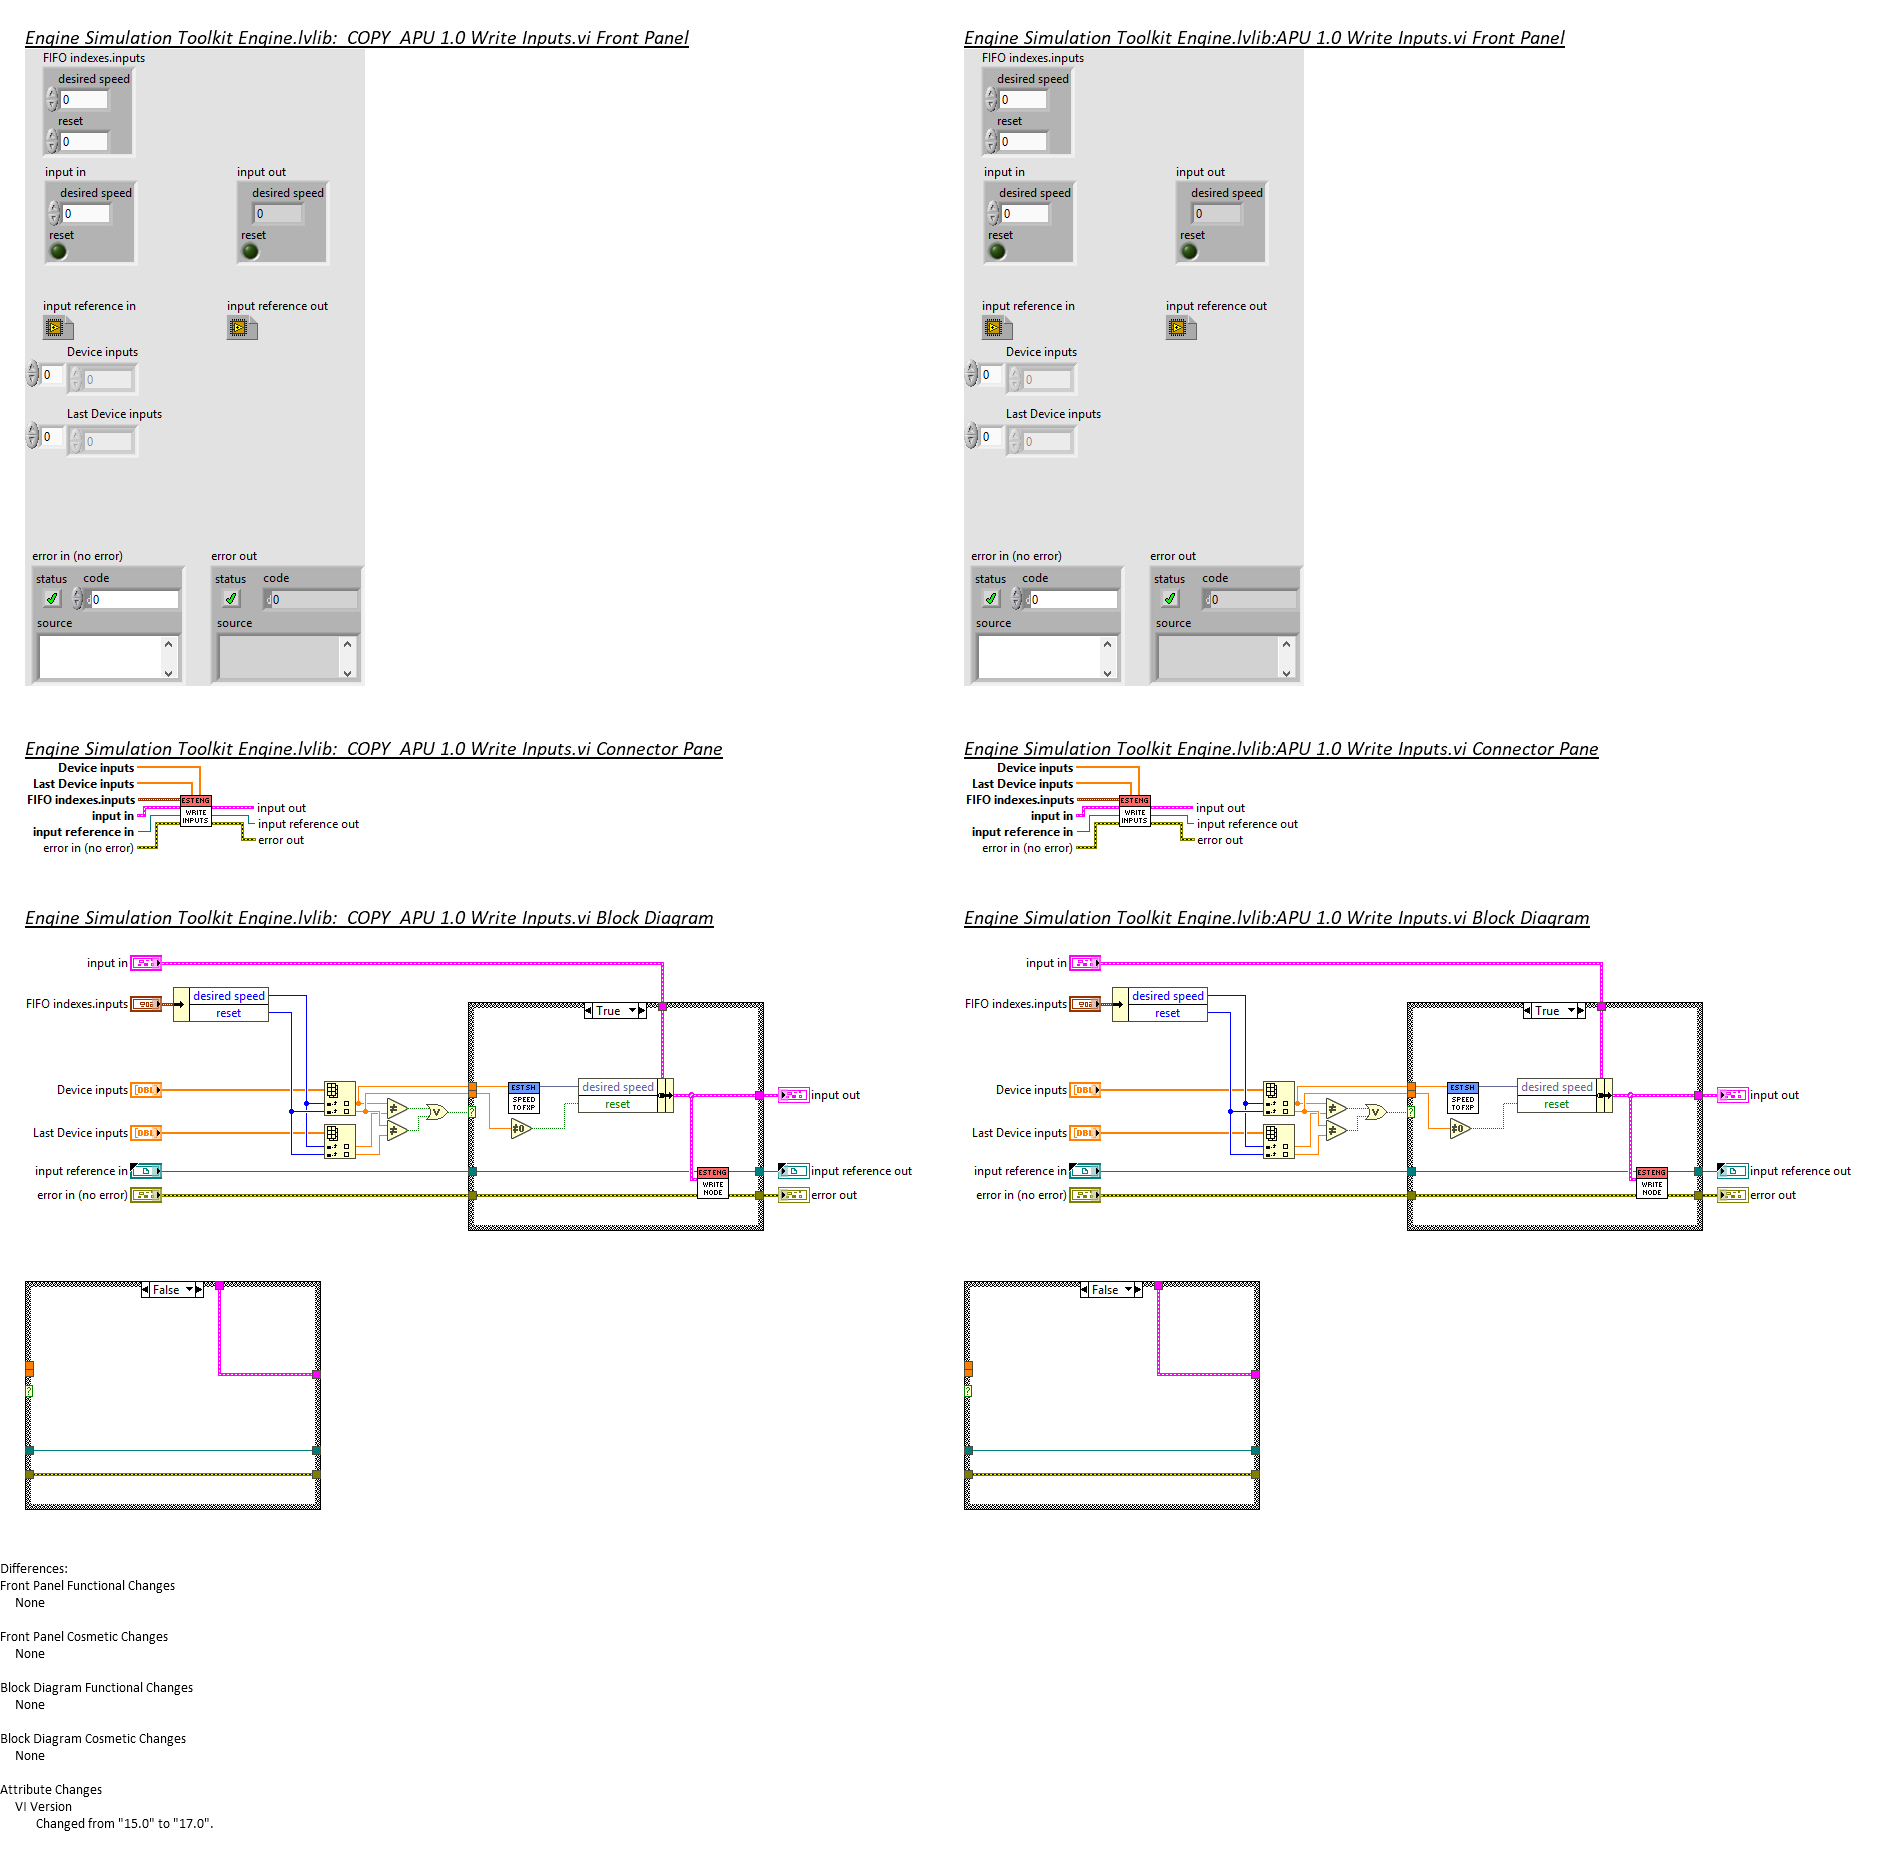 Engine Simulation Toolkit Engine.lvlib:  COPY  APU 1.0 Write Inputs.vi Front Panel
FIFO indexes.inputs
desired speed
0
reset
0
input in
input out
desired speed
desired speed
0
0
reset
reset
input reference in
input reference out
Device inputs
0
0
Last Device inputs
0
0
error in (no error)
error out
status
code
status
code
0
0
source
source
Engine Simulation Toolkit Engine.lvlib:APU 1.0 Write Inputs.vi Front Panel
FIFO indexes.inputs
desired speed
0
reset
0
input in
input out
desired speed
desired speed
0
0
reset
reset
input reference in
input reference out
Device inputs
0
0
Last Device inputs
0
0
error in (no error)
error out
status
code
status
code
0
0
source
source
Engine Simulation Toolkit Engine.lvlib:  COPY  APU 1.0 Write Inputs.vi Connector Pane
Device inputs
Last Device inputs
FIFO indexes.inputs
input in
input reference in
error in (no error)
ESTENG
WRITE
INPUTS
input out
input reference out
error out
Engine Simulation Toolkit Engine.lvlib:APU 1.0 Write Inputs.vi Connector Pane
Device inputs
Last Device inputs
FIFO indexes.inputs
input in
input reference in
error in (no error)
ESTENG
WRITE
INPUTS
input out
input reference out
error out
Engine Simulation Toolkit Engine.lvlib:  COPY  APU 1.0 Write Inputs.vi Block Diagram
input in
FIFO indexes.inputs
desired speed
reset
True
Device inputs
DBL
EST SH
SPEED
TO FXP
desired speed
reset
input out
?
≠
V
≠
≠0
Last Device inputs
DBL
input reference in
ESTENG
WRITE
NODE
input reference out
error in (no error)
error out
False
?
Engine Simulation Toolkit Engine.lvlib:APU 1.0 Write Inputs.vi Block Diagram
input in
FIFO indexes.inputs
desired speed
reset
True
Device inputs
DBL
EST SH
SPEED
TO FXP
desired speed
reset
input out
?
≠
V
≠
≠0
Last Device inputs
DBL
input reference in
ESTENG
WRITE
NODE
input reference out
error in (no error)
error out
False
?
Differences:
Front Panel Functional Changes
None
Front Panel Cosmetic Changes
None
Block Diagram Functional Changes
None
Block Diagram Cosmetic Changes
None
Attribute Changes
VI Version
Changed from "15.0" to "17.0".